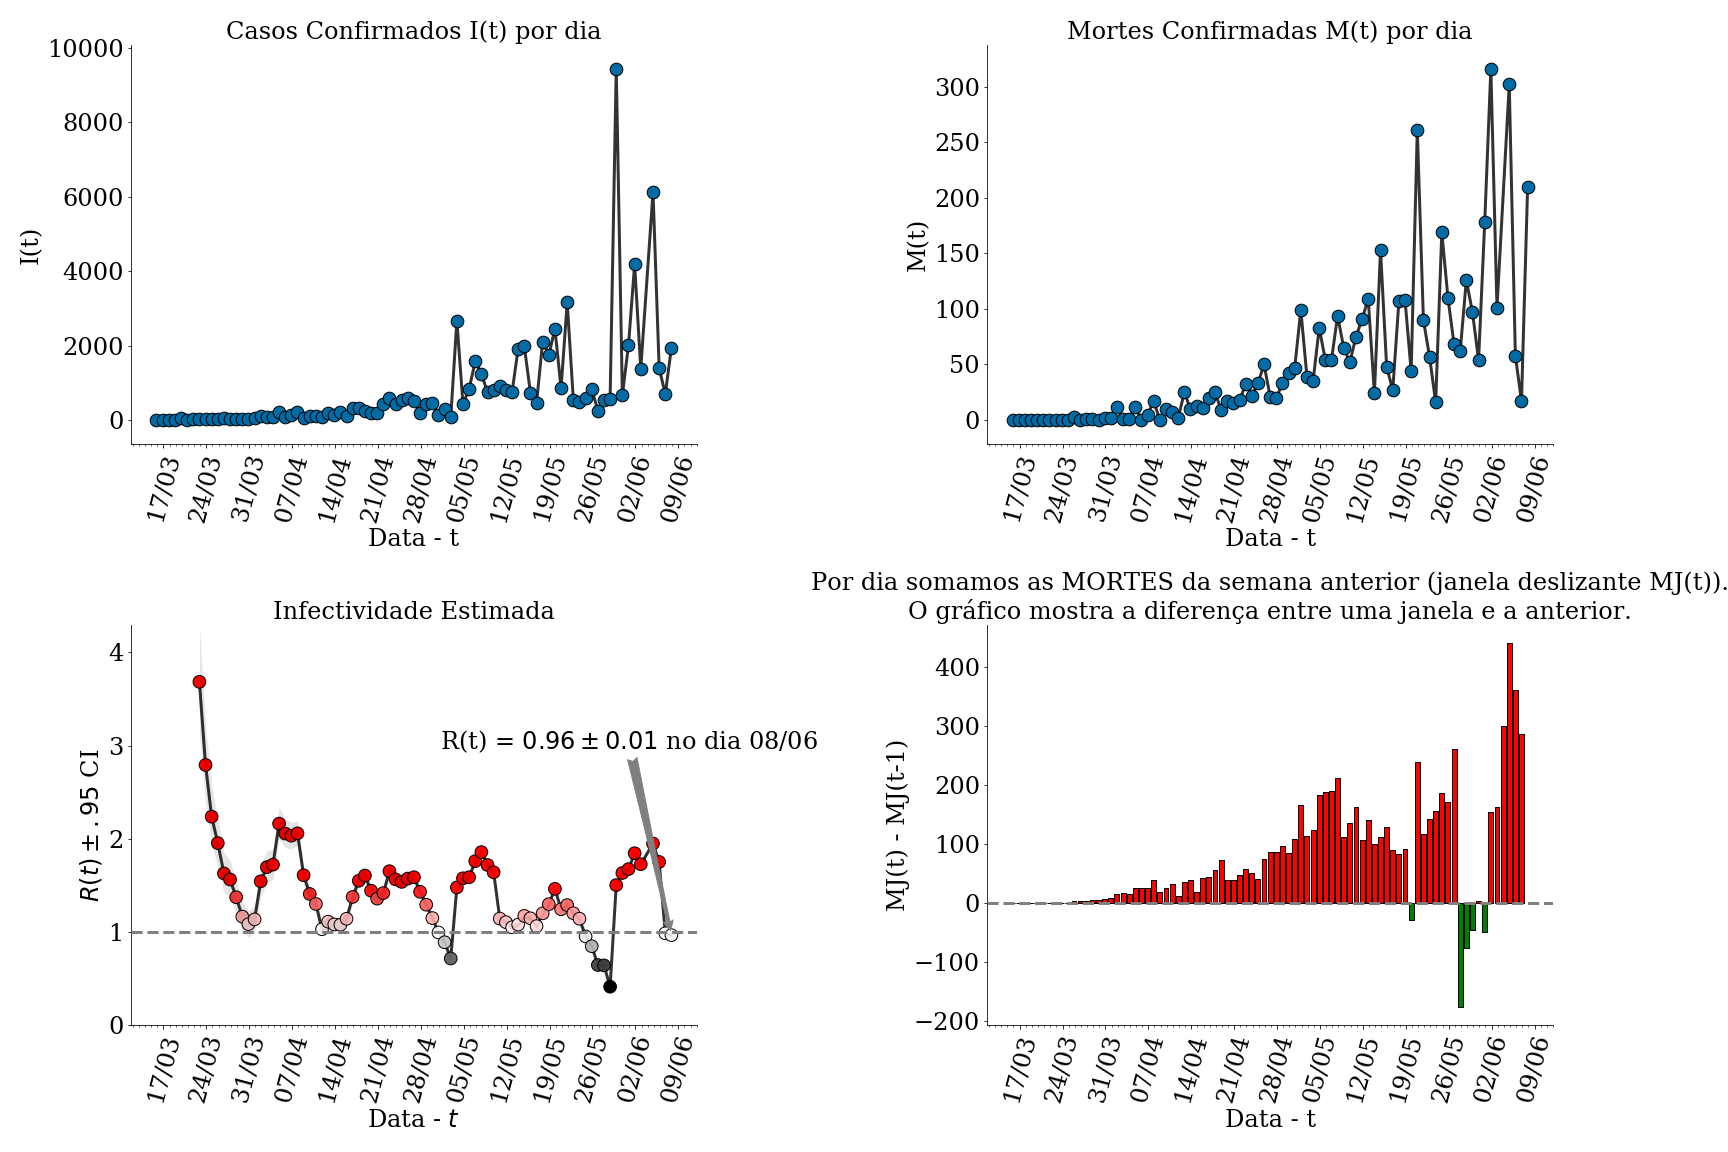 Casos Confirmados I(t) por dia
10000
8000
6000
4000
2000
0
I(t)
17/03 24/03 31/03 07/04 14/04 21/04 28/04 05/05 12/05 19/05 26/05 02/06 09/06
Data - t
Mortes Confirmadas M(t) por dia
300
250
200
150
100
50
0
M(t)
17/03 24/03 31/03 07/04 14/04 21/04 28/04 05/05 12/05 19/05 26/05 02/06 09/06
Data - t
Infectividade Estimada
4
3
2
1
0
R(t) ± .95 CI
R(t) = 0.96 ± 0.01 no dia 08/06
17/03 24/03 31/03 07/04 14/04 21/04 28/04 05/05 12/05 19/05 26/05 02/06 09/06
Data - t
Por dia somamos as MORTES da semana anterior (janela deslizante MJ(t)).
O gráfico mostra a diferença entre uma janela e a anterior.
400
300
200
100
0
−100
−200
MJ(t) - MJ(t-1)
17/03 24/03 31/03 07/04 14/04 21/04 28/04 05/05 12/05 19/05 26/05 02/06 09/06
Data - t